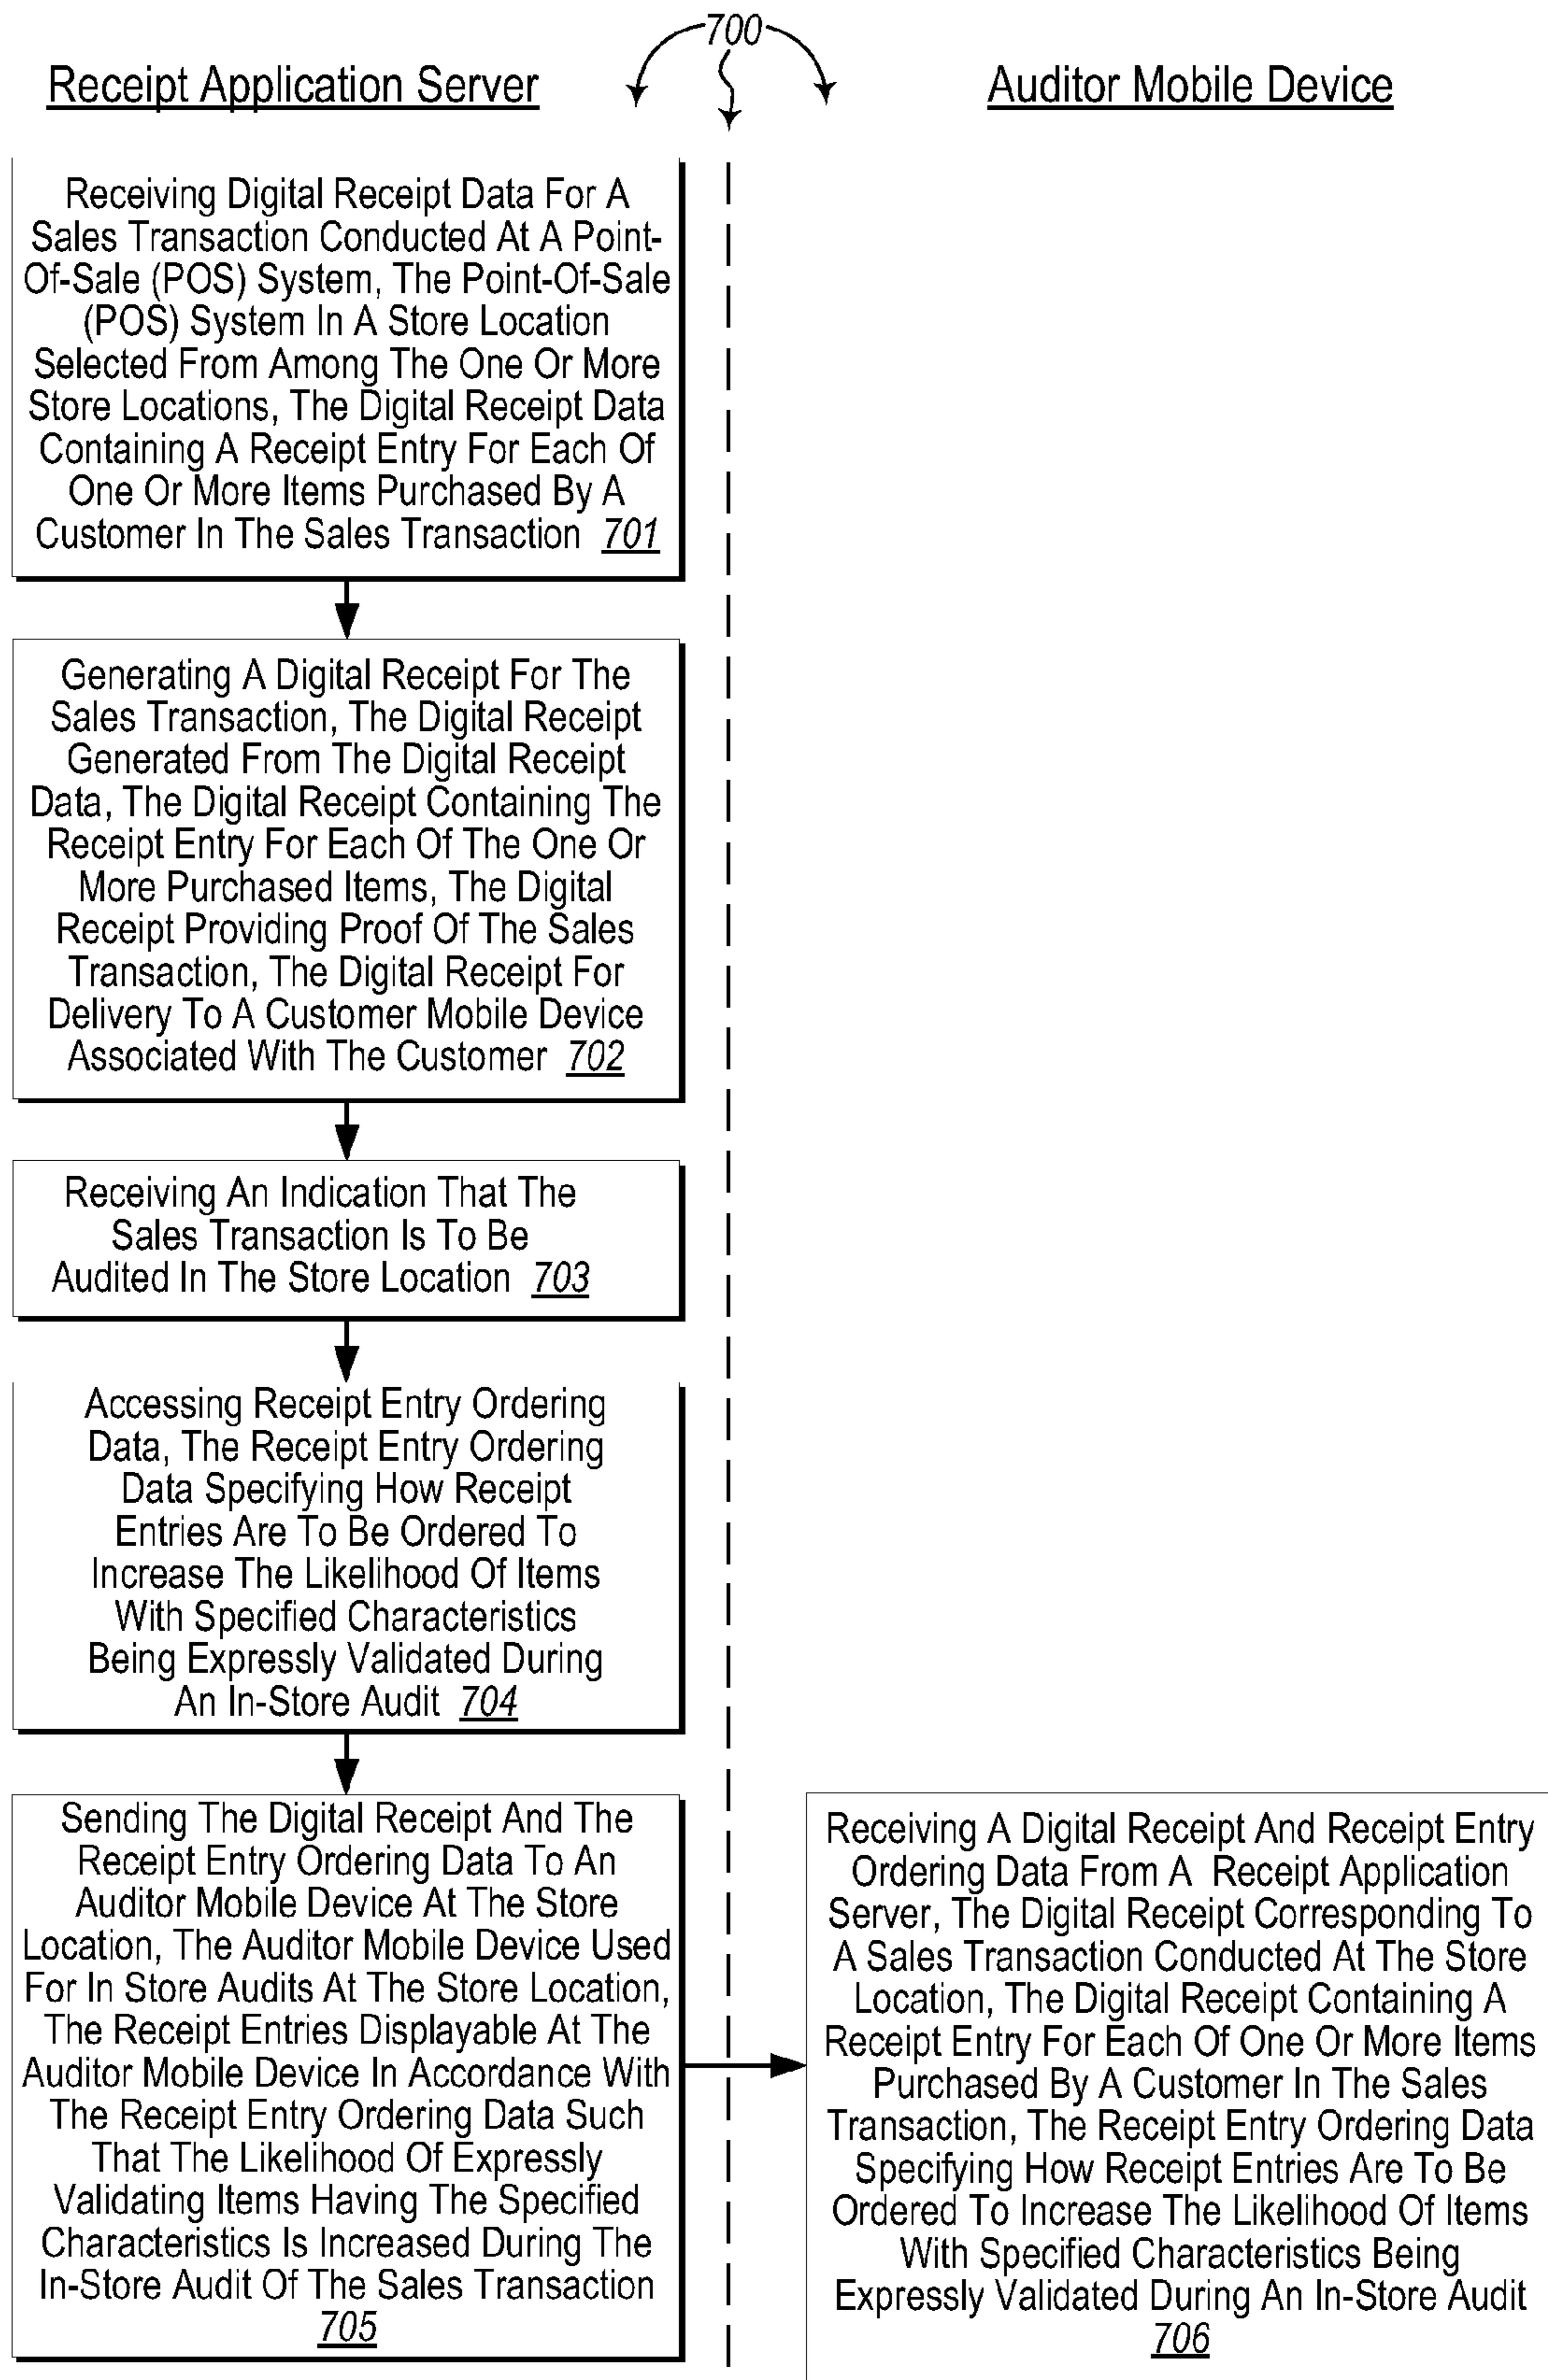 700
Receipt Application Server
Auditor Mobile Device
Receiving Digital Receipt Data For A
Sales Transaction Conducted At A Point-
Of-Sale (POS) System, The Point-Of-Sale
(POS) System In A Store Location
Selected From Among The One Or More
Store Locations, The Digital Receipt Data
Containing A Receipt Entry For Each Of
One Or More Items Purchased By A
Customer In The Sales Transaction 701
Generating A Digital Receipt For The
Sales Transaction, The Digital Receipt
Generated From The Digital Receipt
Data, The Digital Receipt Containing The
Receipt Entry For Each Of The One Or
More Purchased Items, The Digital
Receipt Providing Proof Of The Sales
Transaction, The Digital Receipt For
Delivery To A Customer Mobile Device
Associated With The Customer 702
Receiving An Indication That The
Sales Transaction Is To Be
Audited In The Store Location 703
Accessing Receipt Entry Ordering
Data, The Receipt Entry Ordering
Data Specifying How Receipt
Entries Are To Be Ordered To
Increase The Likelihood Of Items
With Specified Characteristics
Being Expressly Validated During
An In-Store Audit 704
Sending The Digital Receipt And The
Receipt Entry Ordering Data To An
Auditor Mobile Device At The Store
Location, The Auditor Mobile Device Used
For In Store Audits At The Store Location,
The Receipt Entries Displayable At The
Auditor Mobile Device In Accordance With
The Receipt Entry Ordering Data Such
That The Likelihood Of Expressly
Validating Items Having The Specified
Characteristics Is Increased During The
In-Store Audit Of The Sales Transaction
705
Receiving A Digital Receipt And Receipt Entry
Ordering Data From A Receipt Application
Server, The Digital Receipt Corresponding To
A Sales Transaction Conducted At The Store
Location, The Digital Receipt Containing A
Receipt Entry For Each Of One Or More Items
Purchased By A Customer In The Sales
Transaction, The Receipt Entry Ordering Data
Specifying How Receipt Entries Are To Be
Ordered To Increase The Likelihood Of Items
With Specified Characteristics Being
Expressly Validated During An In-Store Audit
706